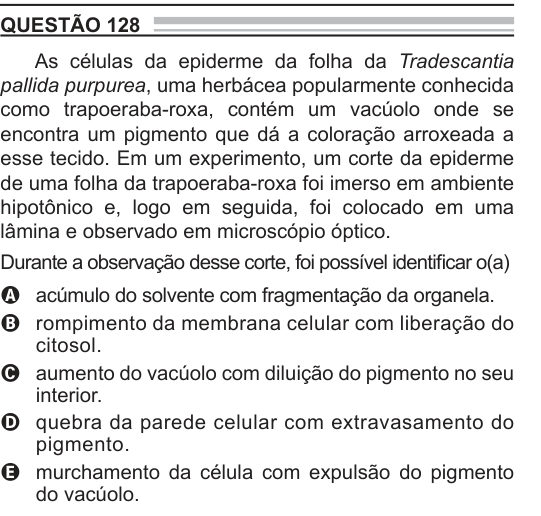 QUESTÃO 128
As células da epiderme da folha da Tradescantia
pallida purpurea, uma herbácea popularmente conhecida
como trapoeraba-roxa, contém um vacúolo onde se
encontra um pigmento que dá a coloração arroxeada a
esse tecido. Em um experimento, um corte da epiderme
de uma folha da trapoeraba-roxa foi imerso em ambiente
hipotônico e, logo em seguida, foi colocado em uma
lâmina e observado em microscópio óptico.
Durante a observação desse corte, foi possível identificar o(a)
A acúmulo do solvente com fragmentação da organela.
B rompimento da membrana celular com liberação do
citosol.
C aumento do vacúolo com diluição do pigmento no seu
interior.
D quebra da parede celular com extravasamento do
pigmento.
E murchamento da célula com expulsão do pigmento
do vacúolo.